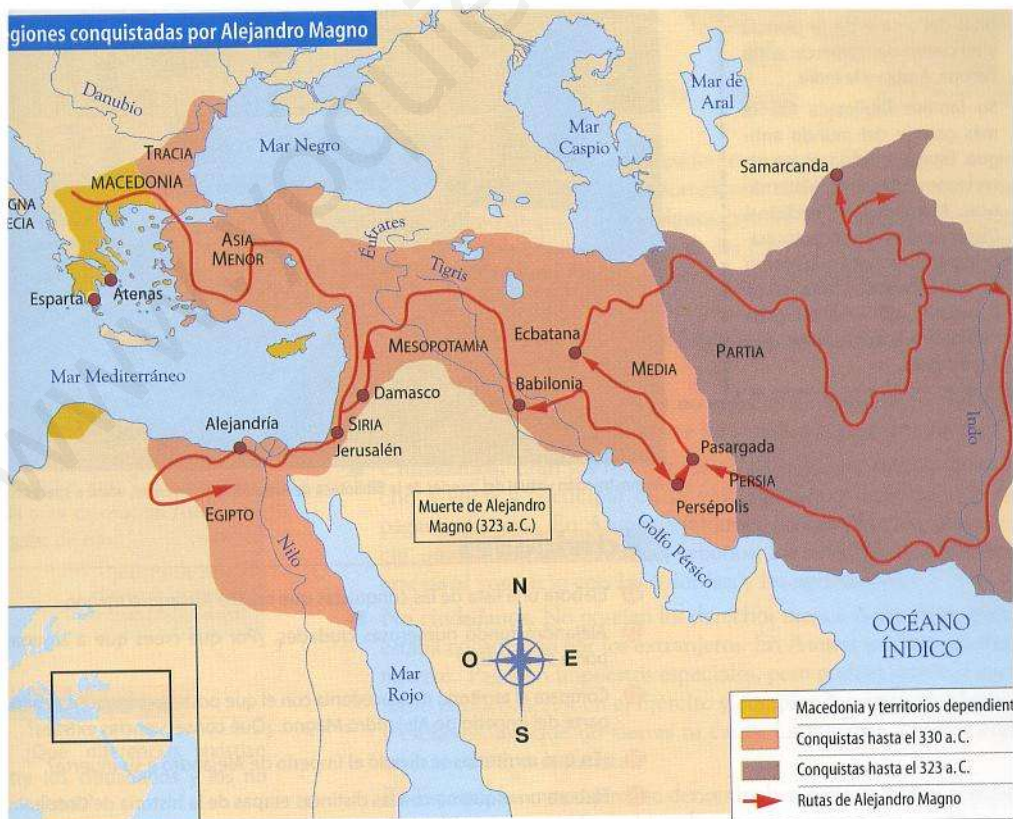 giones conquistadas por Alejandro Magno
Danubio
Mar Negro
Mar
Caspio
Mar de
Aral
Samarcanda
TRACIA
MACEDONIA
GNA
ECIA
ASIA
MENOR
Éufrates
Tigris
Esparta
Atenas
Ecbatana
PARTIA
MESOPOTAMIA
MEDIA
Mar Mediterráneo
Damasco
Babilonia
Indo
Alejandría
SIRIA
Jerusalén
Pasargada
PERSIA
Persépolis
EGIPTO
Muerte de Alejandro
Magno (323 a. C.)
Nilo
Golfo Pérsico
N
O
E
S
OCÉANO
ÍNDICO
Mar
Rojo
Macedonia y territorios dependient
Conquistas hasta el 330 a. C.
Conquistas hasta el 323 a. C.
Rutas de Alejandro Magno